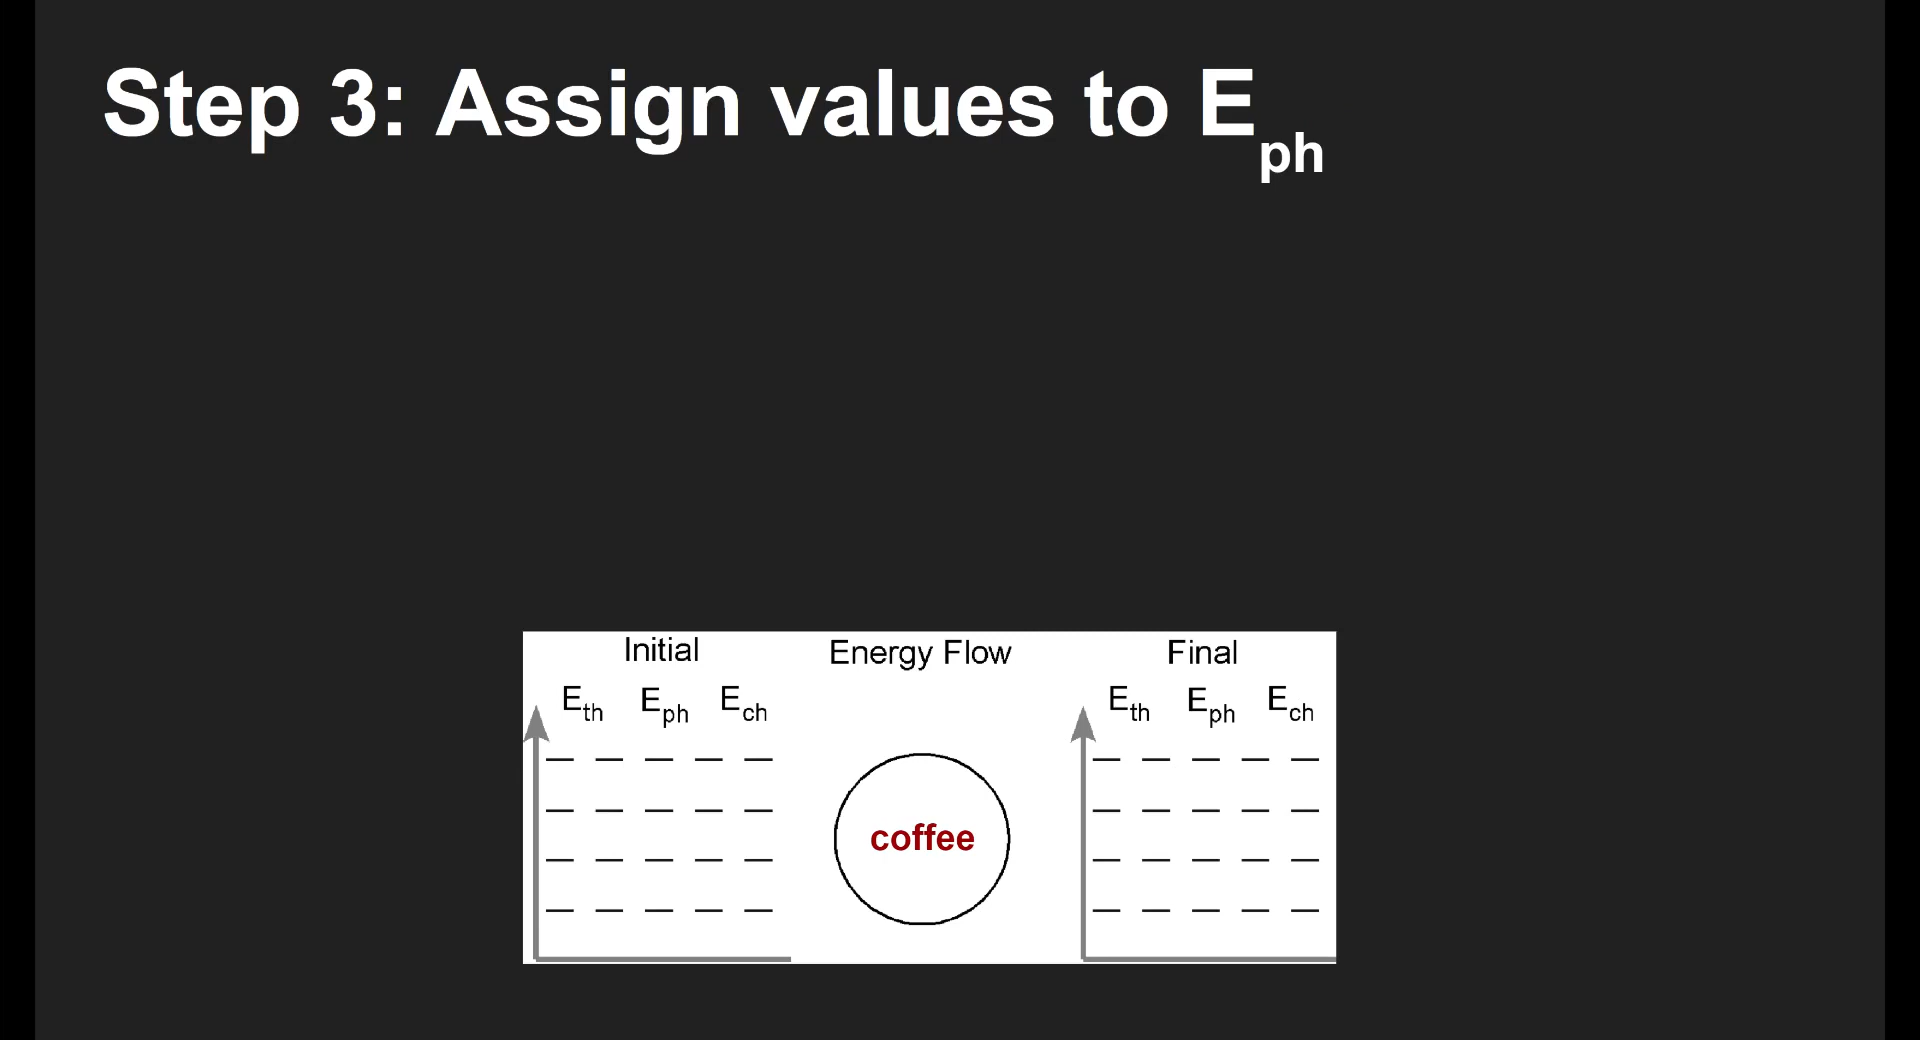 Step 3: Assign values to Eph
Initial Energy Flow Final
Eth Eph Ech Eth Eph Ech
coffee